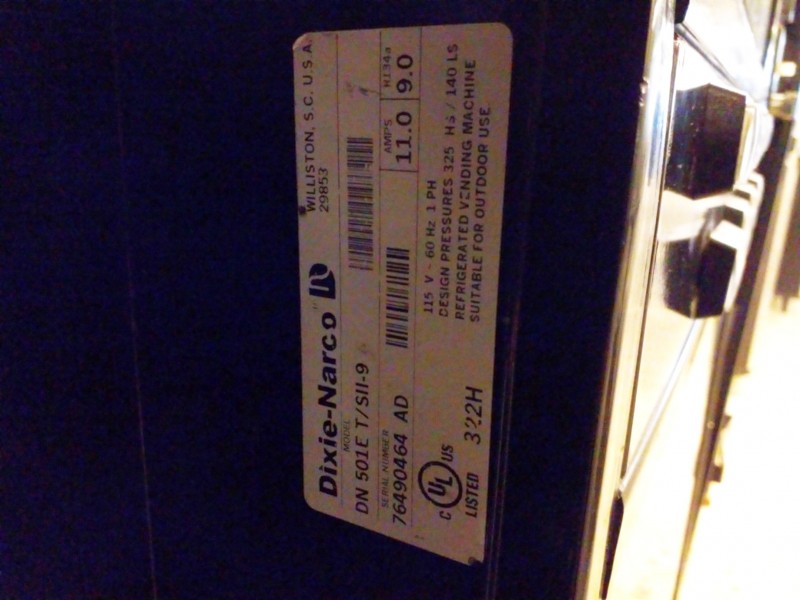 Dixie-Narco
WILLISTON, S.C. U.S.A.
29853
MODEL
DN 501E T/SII-9
SERIAL NUMBER
76490464 AD
AMPS
11.0
R134a
9.0
115 V ~ 60 Hz 1 PH
DESIGN PRESSURES 325 HS / 140 LS
REFRIGERATED VENDING MACHINE
SUITABLE FOR OUTDOOR USE
C UL US
LISTED 322H